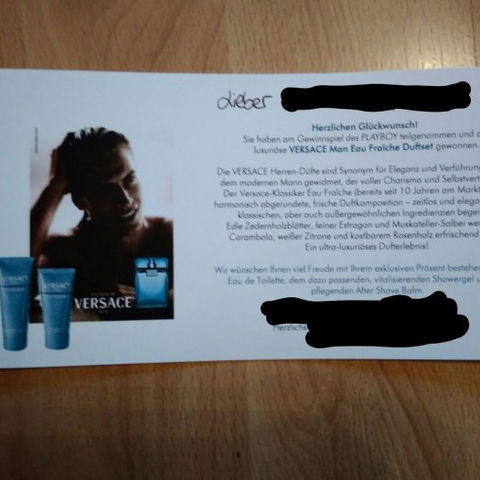 dieber
Herzlichen Glückwunsch!
Sie haben am Gewinnspiel des PLAYBOY teilgenommen und
luxuriöse VERSACE Man Eau Fraîche Duftset gewonnen.
Die VERSACE Herren-Düfte sind Synonym für Eleganz und Verführung
dem modernen Mann gewidmet, der voller Charisma und Selbstvert
Der Versace-Klassiker Eau Fraîche (bereits seit 10 Jahren am Markt
harmonisch abgerundete, frische Duftkomposition – zeitlos und elega
klassischen, aber auch außergewöhnlichen Ingredienzien begei
Edle Zedernholzblätter, feiner Estragon und Muskateller-Salbei wer
Carambola, weißer Zitrone und kostbarem Rosenholz erfrischend
Ein ultra-luxuriöses Dufterlebnis!
Wir wünschen Ihnen viel Freude mit Ihrem exklusiven Präsent bestehe
Eau de Toilette, dem dazu passenden, vitalisierenden Showergel u
pflegenden After Shave Balm.
Herzlichs
VERSACE
VERSACE